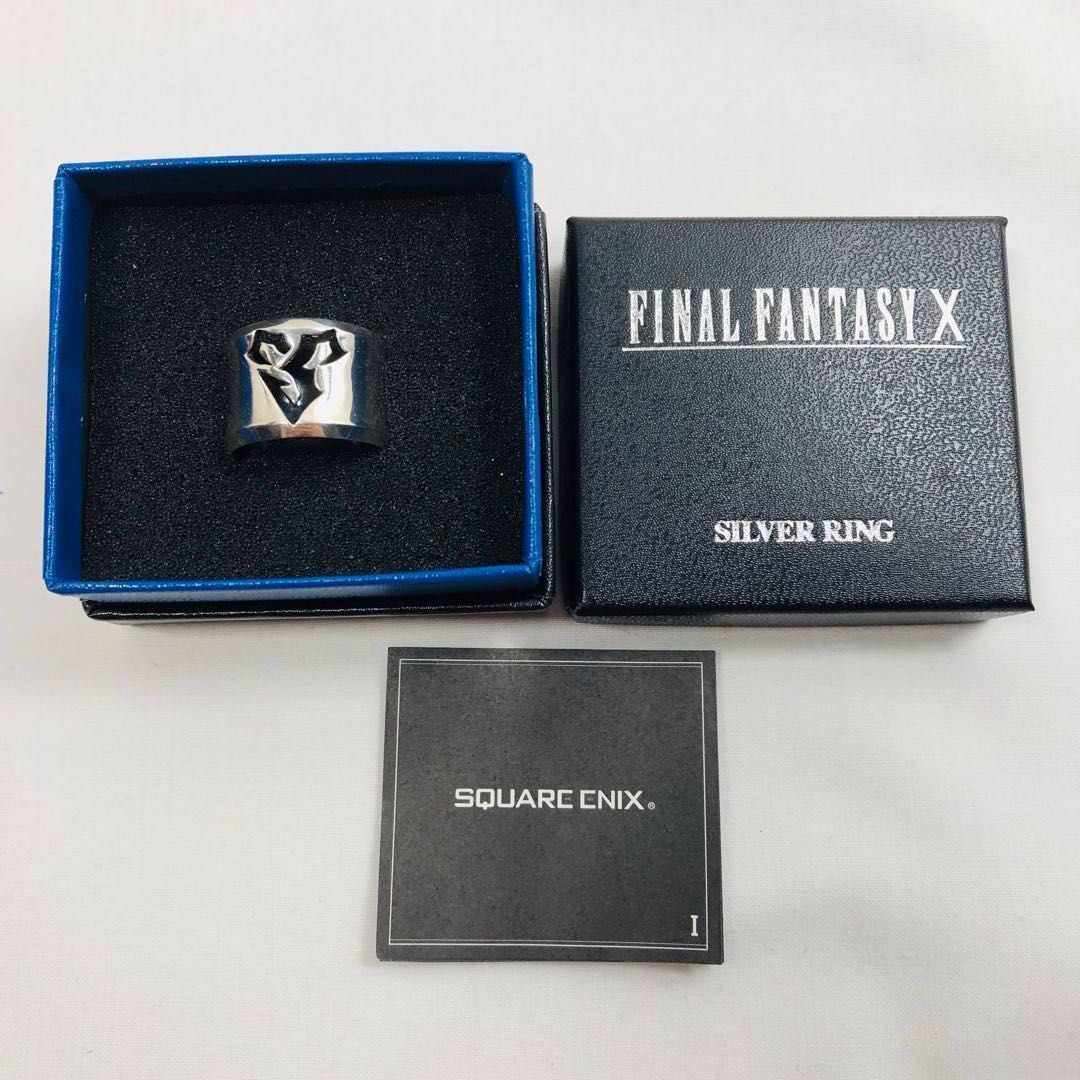 FINAL FANTASY X
SILVER RING
SQUARE ENIX®
I